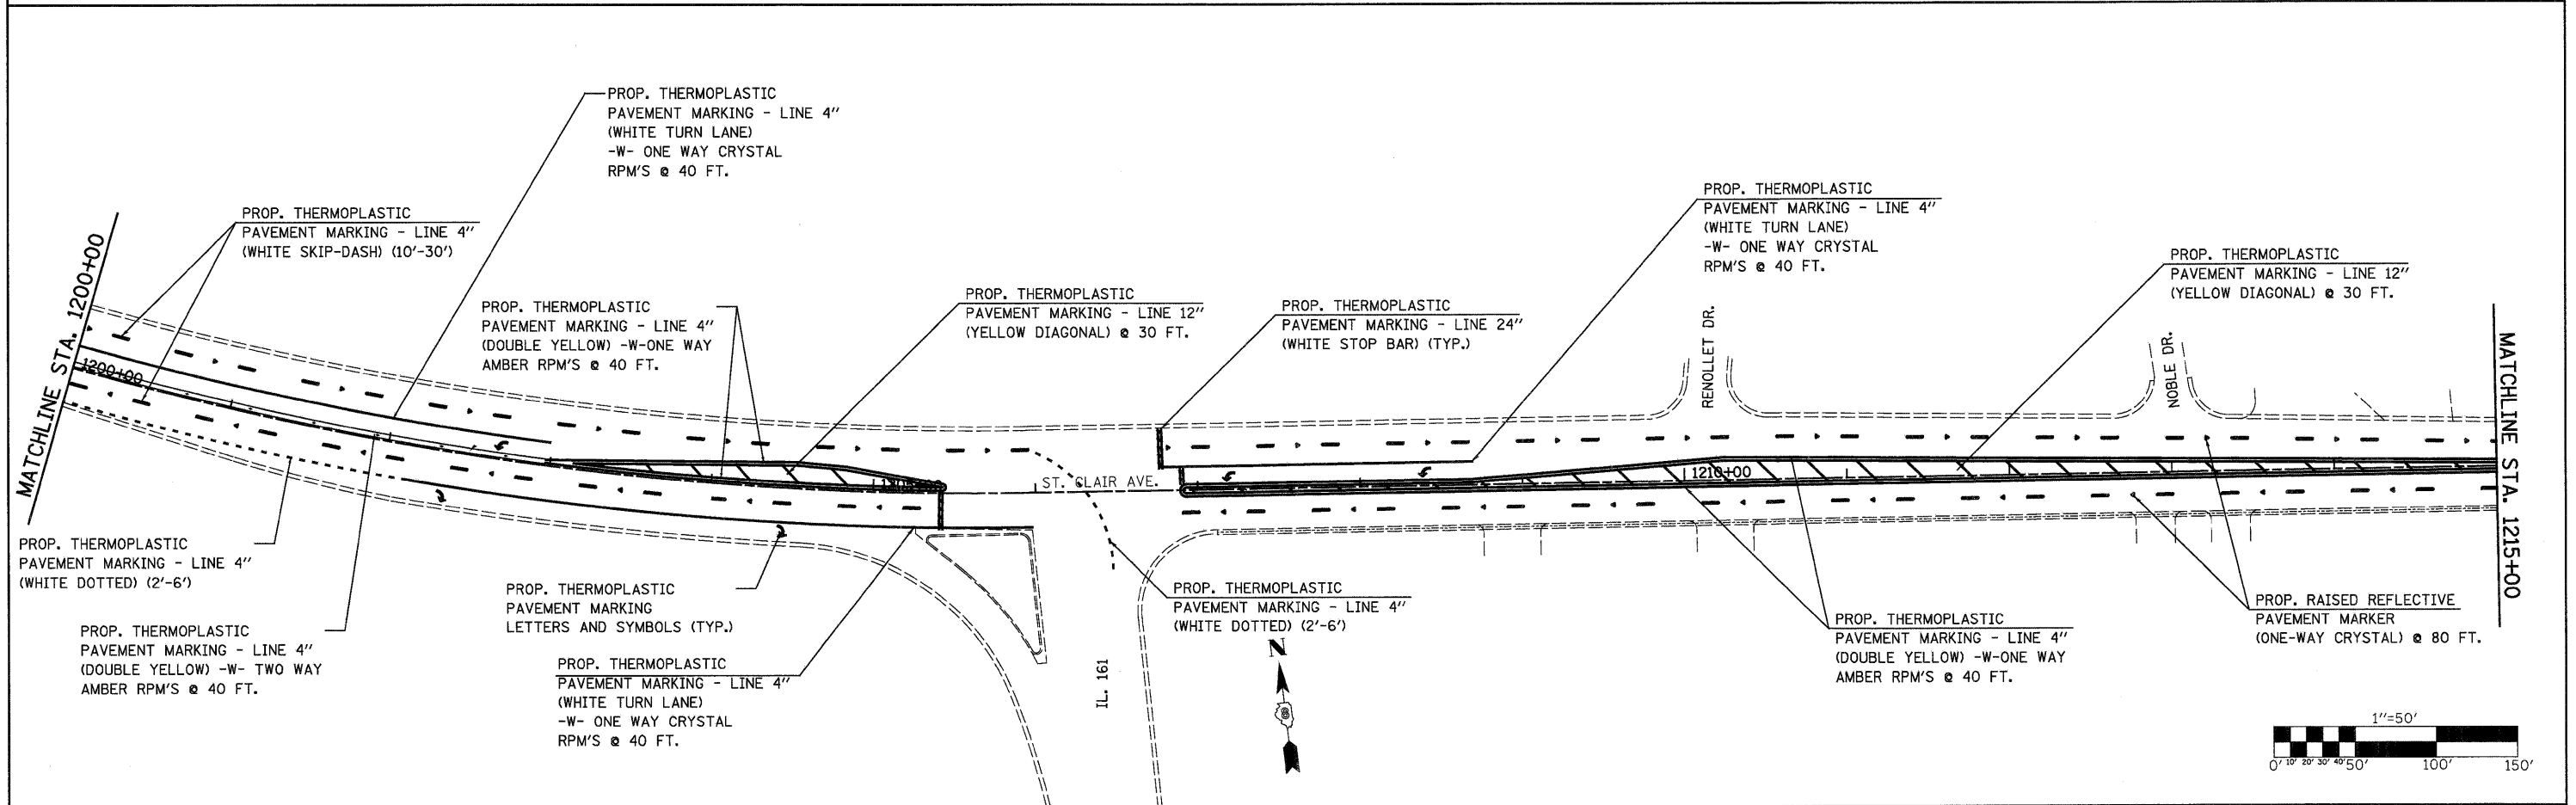 PROP. THERMOPLASTIC
PAVEMENT MARKING - LINE 4"
(WHITE TURN LANE)
-W- ONE WAY CRYSTAL
RPM'S @ 40 FT.
PROP. THERMOPLASTIC
PAVEMENT MARKING - LINE 4"
(WHITE SKIP-DASH) (10'-30')
MATCHLINE STA. 1200+00
1200+00
PROP. THERMOPLASTIC
PAVEMENT MARKING - LINE 4"
(DOUBLE YELLOW) -W-ONE WAY
AMBER RPM'S @ 40 FT.
PROP. THERMOPLASTIC
PAVEMENT MARKING - LINE 12"
(YELLOW DIAGONAL) @ 30 FT.
PROP. THERMOPLASTIC
PAVEMENT MARKING - LINE 24"
(WHITE STOP BAR) (TYP.)
PROP. THERMOPLASTIC
PAVEMENT MARKING - LINE 4"
(WHITE TURN LANE)
-W- ONE WAY CRYSTAL
RPM'S @ 40 FT.
PROP. THERMOPLASTIC
PAVEMENT MARKING - LINE 12"
(YELLOW DIAGONAL) @ 30 FT.
RENOLLET DR.
NOBLE DR.
MATCHLINE STA. 1215+00
ST. CLAIR AVE.
1210+00
PROP. THERMOPLASTIC
PAVEMENT MARKING - LINE 4"
(WHITE DOTTED) (2'-6')
PROP. THERMOPLASTIC
PAVEMENT MARKING - LINE 4"
(DOUBLE YELLOW) -W- TWO WAY
AMBER RPM'S @ 40 FT.
PROP. THERMOPLASTIC
PAVEMENT MARKING
LETTERS AND SYMBOLS (TYP.)
PROP. THERMOPLASTIC
PAVEMENT MARKING - LINE 4"
(WHITE TURN LANE)
-W- ONE WAY CRYSTAL
RPM'S @ 40 FT.
IL. 161
PROP. THERMOPLASTIC
PAVEMENT MARKING - LINE 4"
(WHITE DOTTED) (2'-6')
N
PROP. THERMOPLASTIC
PAVEMENT MARKING - LINE 4"
(DOUBLE YELLOW) -W-ONE WAY
AMBER RPM'S @ 40 FT.
PROP. RAISED REFLECTIVE
PAVEMENT MARKER
(ONE-WAY CRYSTAL) @ 80 FT.
1"=50'
0' 10' 20' 30' 40' 50' 100' 150'